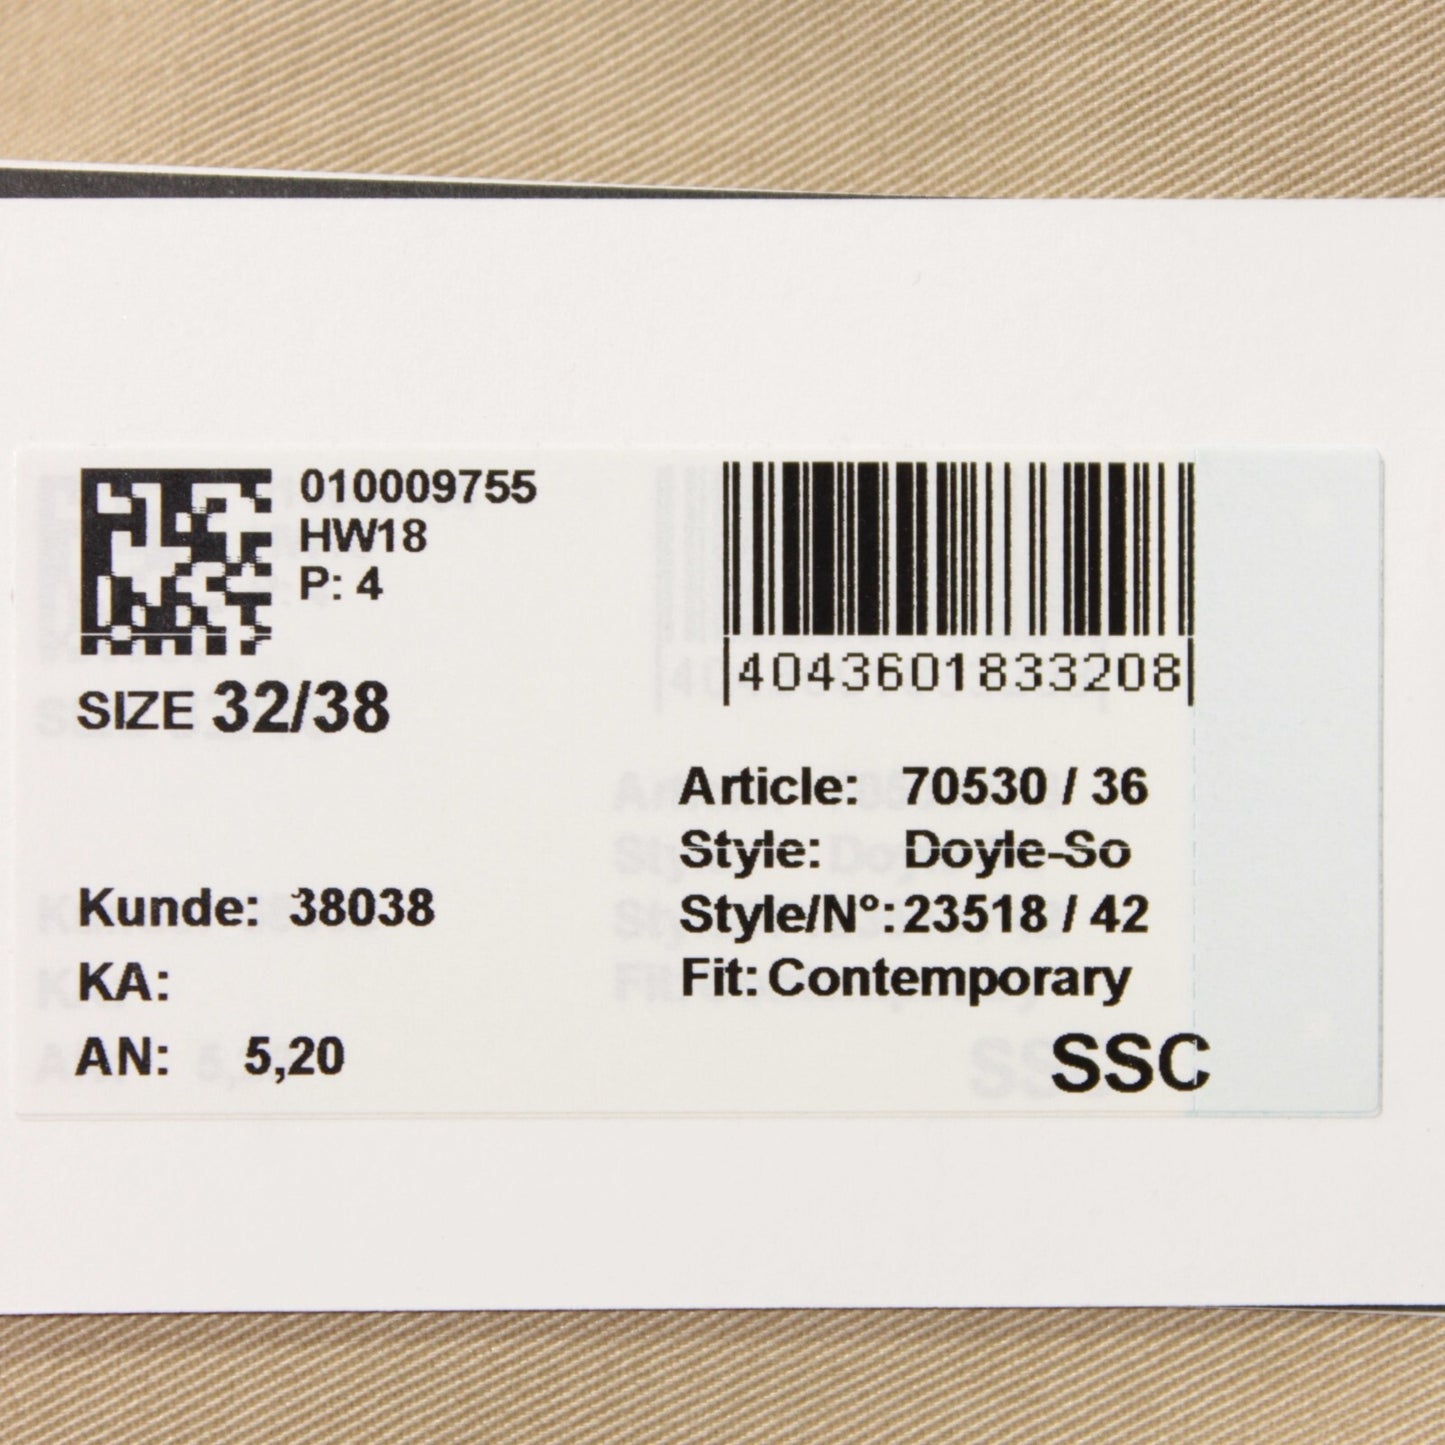 010009755
HW18
P: 4
SIZE 32/38
Kunde: 38038
KA:
AN: 5,20
4043601833208
Article: 70530 / 36
Style: Doyle-So
Style/N°: 23518 / 42
Fit: Contemporary
SSC